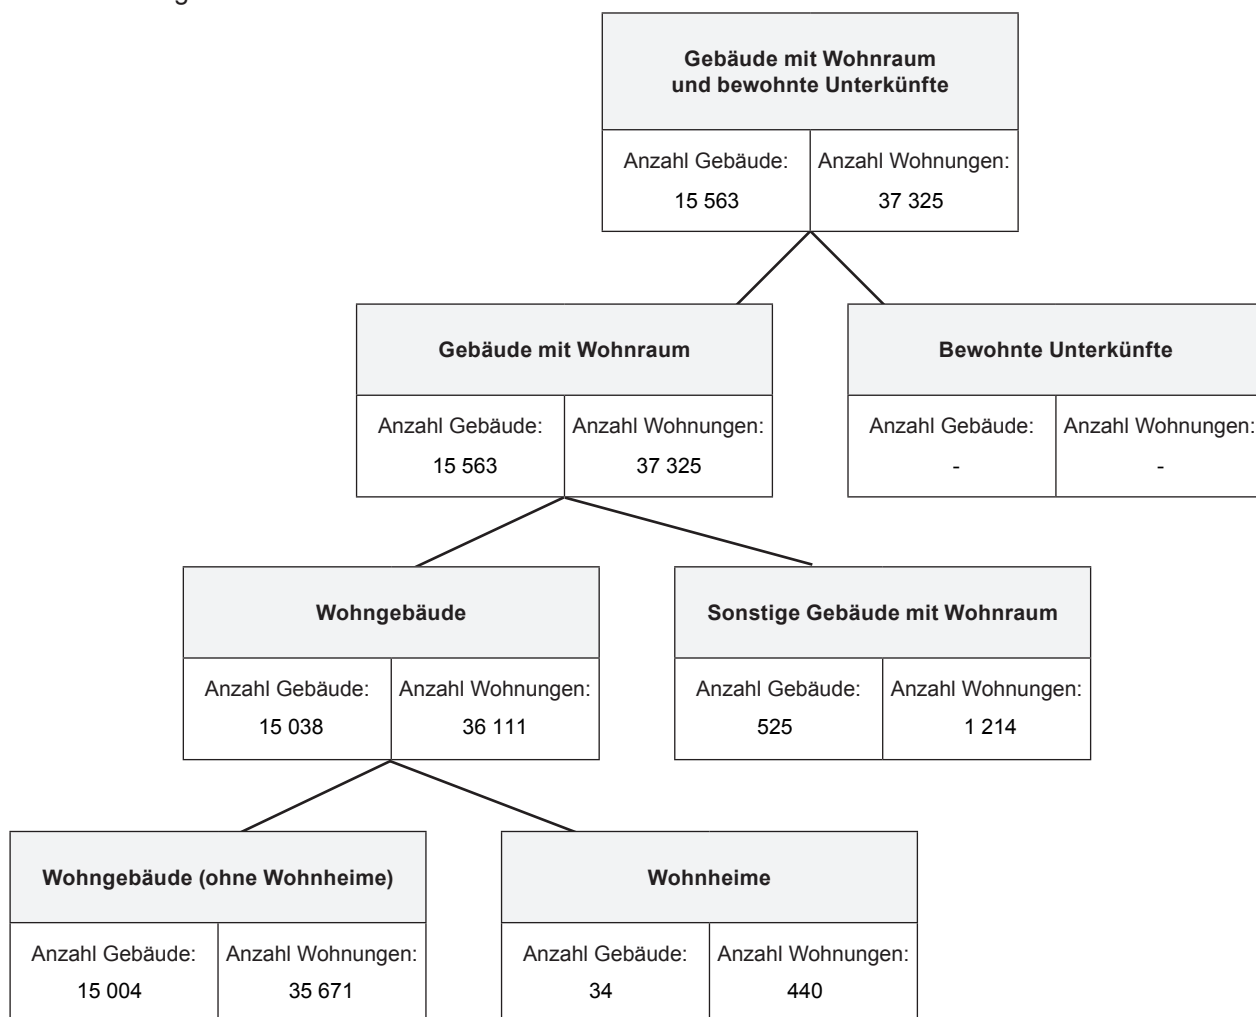 Gebäude mit Wohnraum
und bewohnte Unterkünfte
Anzahl Gebäude: Anzahl Wohnungen:
15 563 37 325
Gebäude mit Wohnraum Bewohnte Unterkünfte
Anzahl Gebäude: Anzahl Wohnungen: Anzahl Gebäude: Anzahl Wohnungen:
15 563 37 325 - -
Wohngebäude Sonstige Gebäude mit Wohnraum
Anzahl Gebäude: Anzahl Wohnungen: Anzahl Gebäude: Anzahl Wohnungen:
15 038 36 111 525 1 214
Wohngebäude (ohne Wohnheime) Wohnheime
Anzahl Gebäude: Anzahl Wohnungen: Anzahl Gebäude: Anzahl Wohnungen:
15 004 35 671 34 440